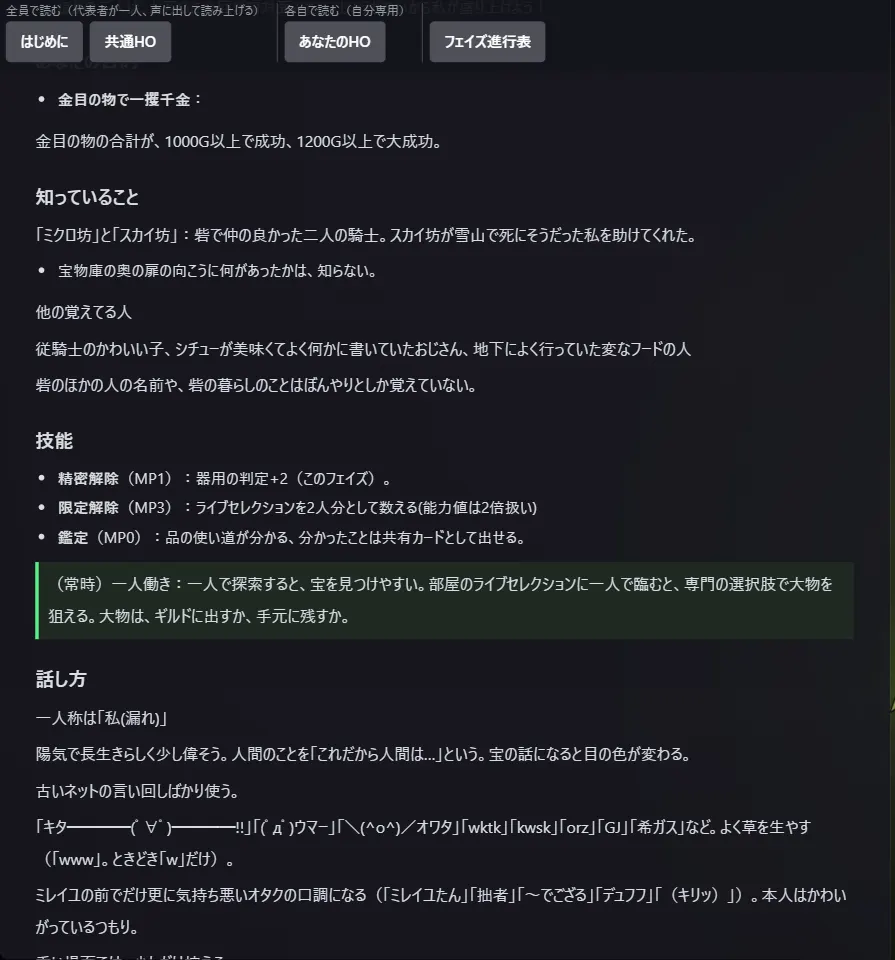 全員で読む（代表者が一人、声に出して読み上げる）
各自で読む（自分専用）
はじめに
共通HO
あなたのHO
フェイズ進行表
• 金目の物で一攫千金：
金目の物の合計が、1000G以上で成功、1200G以上で大成功。
知っていること
「ミクロ坊」と「スカイ坊」：砦で仲の良かった二人の騎士。スカイ坊が雪山で死にそうだった私を助けてくれた。
• 宝物庫の奥の扉の向こうに何があったかは、知らない。
他の覚えてる人
従騎士のかわいい子、シチューが美味くてよく何かに書いていたおじさん、地下によく行っていた変なフードの人
砦のほかの人の名前や、砦の暮らしのことはぼんやりとしか覚えていない。
技能
• 精密解除（MP1）：器用の判定+2（このフェイズ）。
• 限定解除（MP3）：ライブセレクションを2人分として数える(能力値は2倍扱い)
• 鑑定（MP0）：品の使い道が分かる、分かったことは共有カードとして出せる。
（常時）一人働き：一人で探索すると、宝を見つけやすい。部屋のライブセレクションに一人で臨むと、専門の選択肢で大物を
狙える。大物は、ギルドに出すか、手元に残すか。
話し方
一人称は「私(漏れ)」
陽気で長生きらしく少し偉そう。人間のことを「これだから人間は…」という。宝の話になると目の色が変わる。
古いネットの言い回しばかり使う。
「キタ━━━━(ﾟ∀ﾟ)━━━━!!」「(ﾟдﾟ)ウマー」「＼(^o^)／オワタ」「wktk」「kwsk」「orz」「GJ」「希ガス」など。よく草を生やす
（「www」。ときどき「w」だけ）。
ミレイユの前でだけ更に気持ち悪いオタクの口調になる（「ミレイユたん」「拙者」「～でござる」「デュフフ」「（キリッ）」）。本人はかわい
がっているつもり。